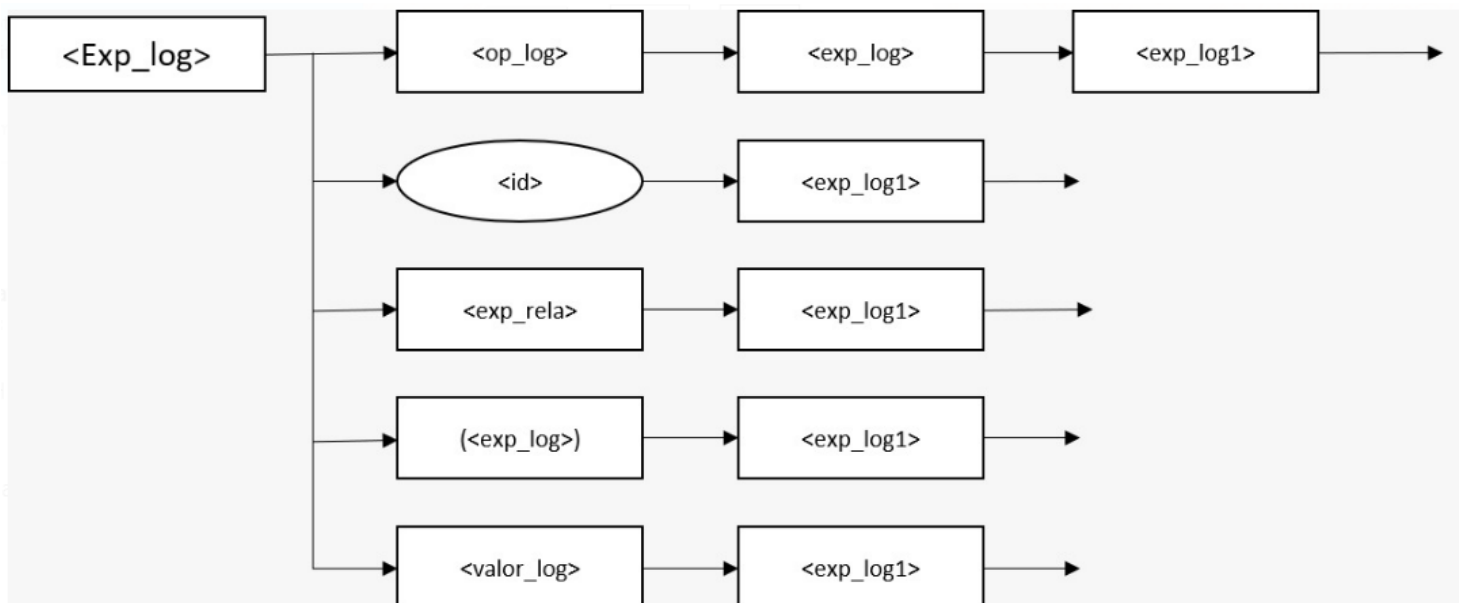 <Exp_log> <op_log> <exp_log> <exp_log1>
<id> <exp_log1>
<exp_rela> <exp_log1>
(<exp_log>) <exp_log1>
<valor_log> <exp_log1>